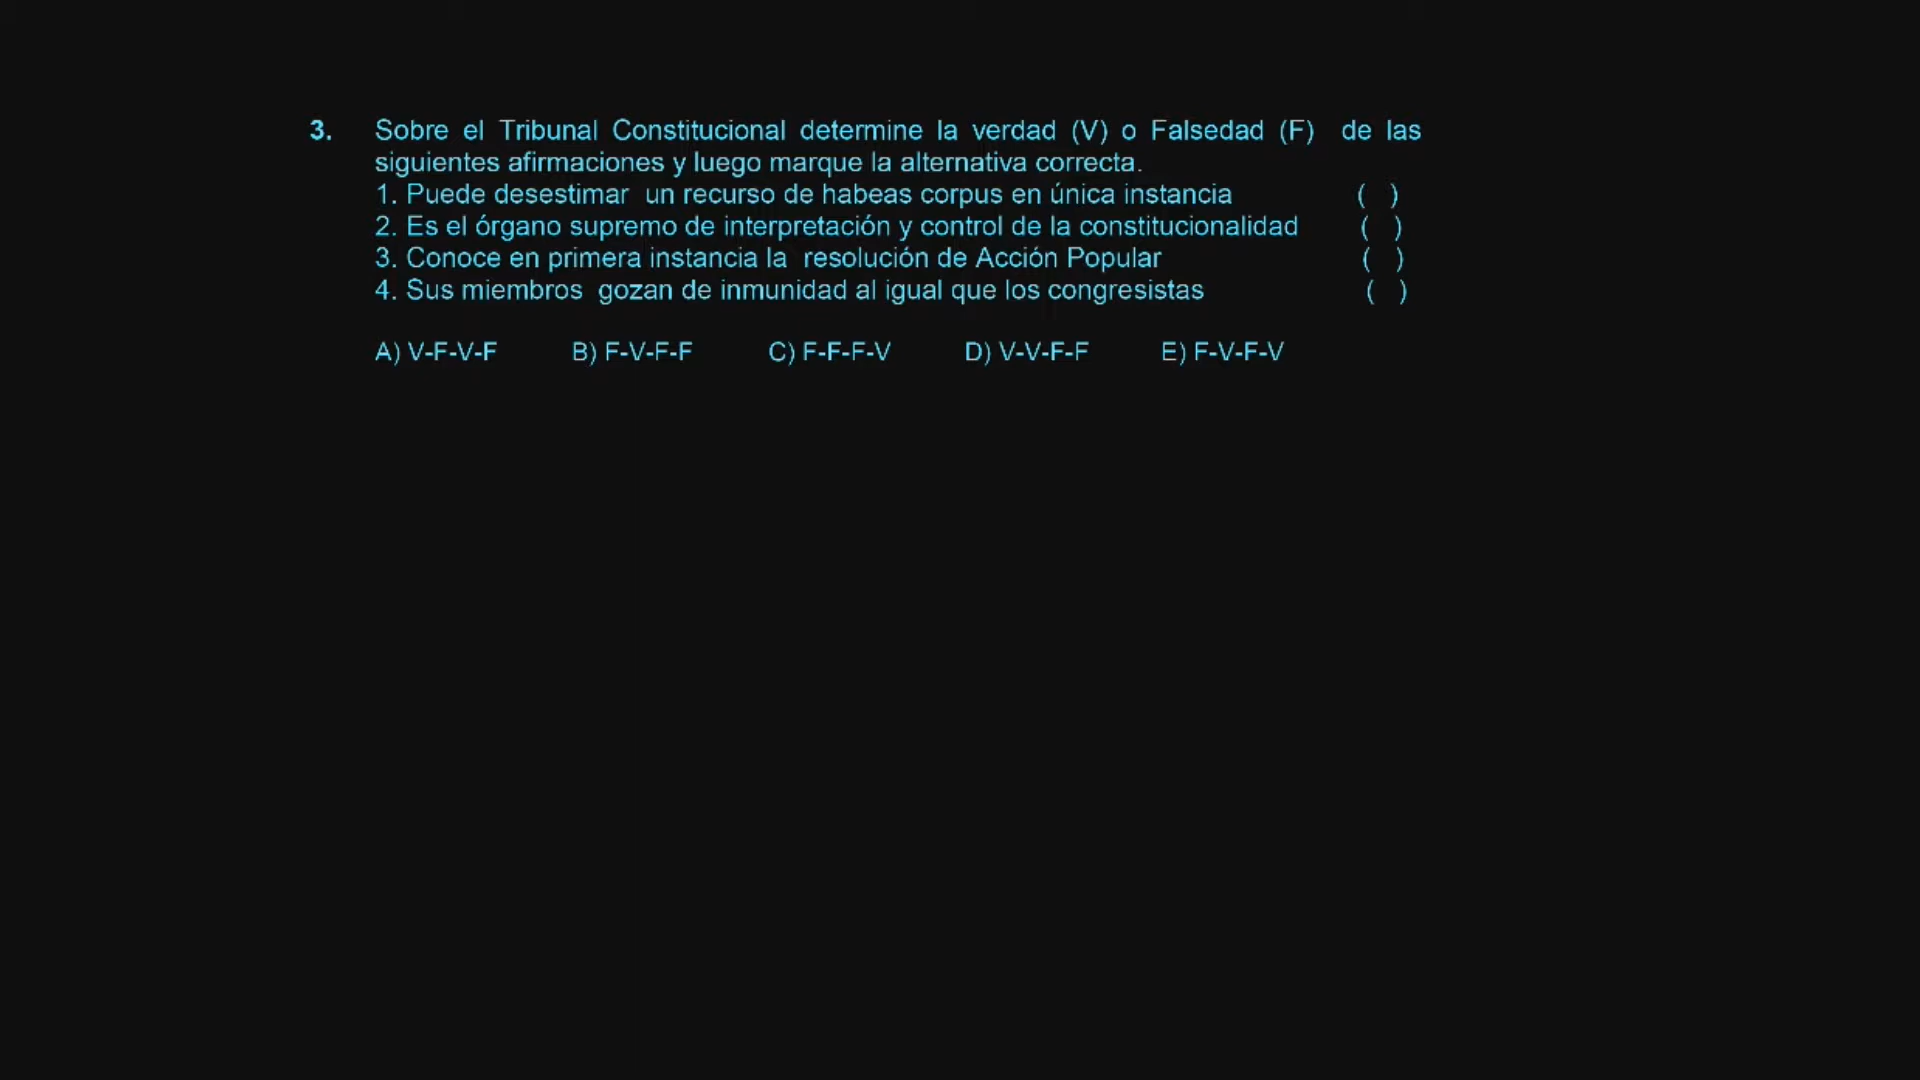 3. Sobre el Tribunal Constitucional determine la verdad (V) o Falsedad (F) de las
siguientes afirmaciones y luego marque la alternativa correcta.
1. Puede desestimar un recurso de habeas corpus en única instancia ( )
2. Es el órgano supremo de interpretación y control de la constitucionalidad ( )
3. Conoce en primera instancia la resolución de Acción Popular ( )
4. Sus miembros gozan de inmunidad al igual que los congresistas ( )
A) V-F-V-F B) F-V-F-F C) F-F-F-V D) V-V-F-F E) F-V-F-V